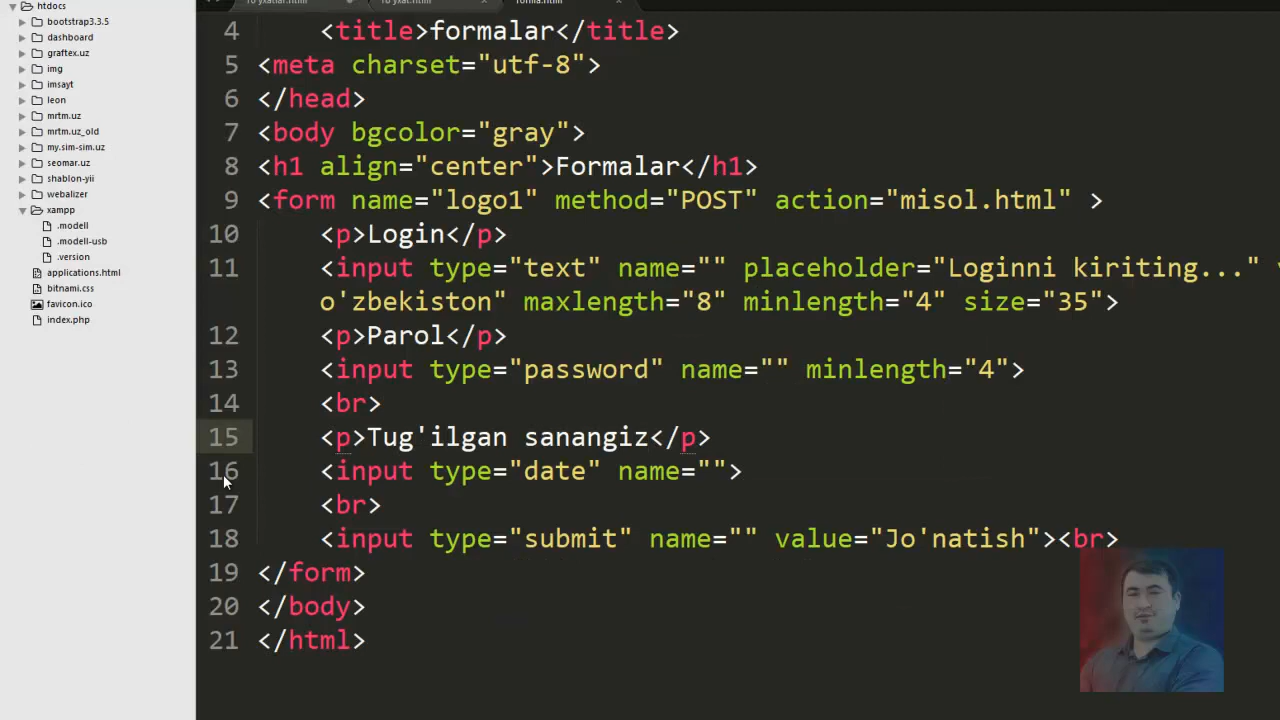 htdocs
bootstrap3.3.5
dashboard
graftex.uz
img
imsayt
leon
mrtm.uz
mrtm.uz_old
my.sim-sim.uz
seomar.uz
shablon-yii
webalizer
xampp
.modell
.modell-usb
.version
applications.html
bitnami.css
favicon.ico
index.php
4 <title>formalar</title>
5 <meta charset="utf-8">
6 </head>
7 <body bgcolor="gray">
8 <h1 align="center">Formalar</h1>
9 <form name="logo1" method="POST" action="misol.html" >
10 <p>Login</p>
11 <input type="text" name="" placeholder="Loginni kiriting..."
o'zbekiston" maxlength="8" minlength="4" size="35">
12 <p>Parol</p>
13 <input type="password" name="" minlength="4">
14 <br>
15 <p>Tug'ilgan sanangiz</p>
16 <input type="date" name="">
17 <br>
18 <input type="submit" name="" value="Jo'natish"><br>
19 </form>
20 </body>
21 </html>